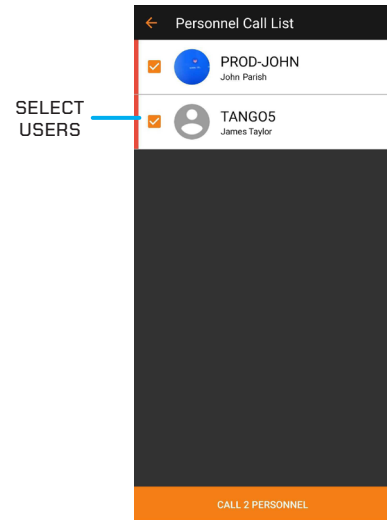 Personnel Call List
PROD-JOHN
John Parish
SELECT
USERS
TANGO5
James Taylor
CALL 2 PERSONNEL